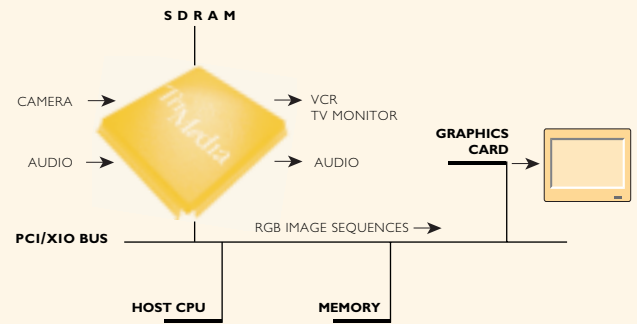 SDRAM
TriMedia
CAMERA
VCR
TV MONITOR
AUDIO
AUDIO
GRAPHICS
CARD
RGB IMAGE SEQUENCES
PCI/XIO BUS
HOST CPU
MEMORY